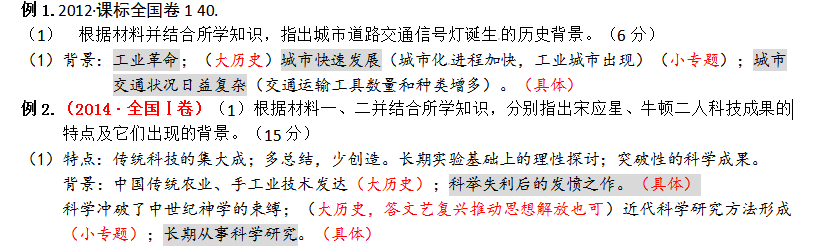 例 1. 2012·课标全国卷 1 40.
（1） 根据材料并结合所学知识，指出城市道路交通信号灯诞生的历史背景。（6 分）
（1）背景：工业革命；（大历史）城市快速发展（城市化进程加快，工业城市出现）（小专题）；城市
交通状况日益复杂（交通运输工具数量和种类增多）。（具体）
例 2. （2014·全国Ⅰ卷）（1）根据材料一、二并结合所学知识，分别指出宋应星、牛顿二人科技成果的
特点及它们出现的背景。（15 分）
（1）特点：传统科技的集大成；多总结，少创造。长期实验基础上的理性探讨；突破性的科学成果。
背景：中国传统农业、手工业技术发达（大历史）；科举失利后的发愤之作。（具体）
科学冲破了中世纪神学的束缚；（大历史，答文艺复兴推动思想解放也可）近代科学研究方法形成
（小专题）；长期从事科学研究。（具体）